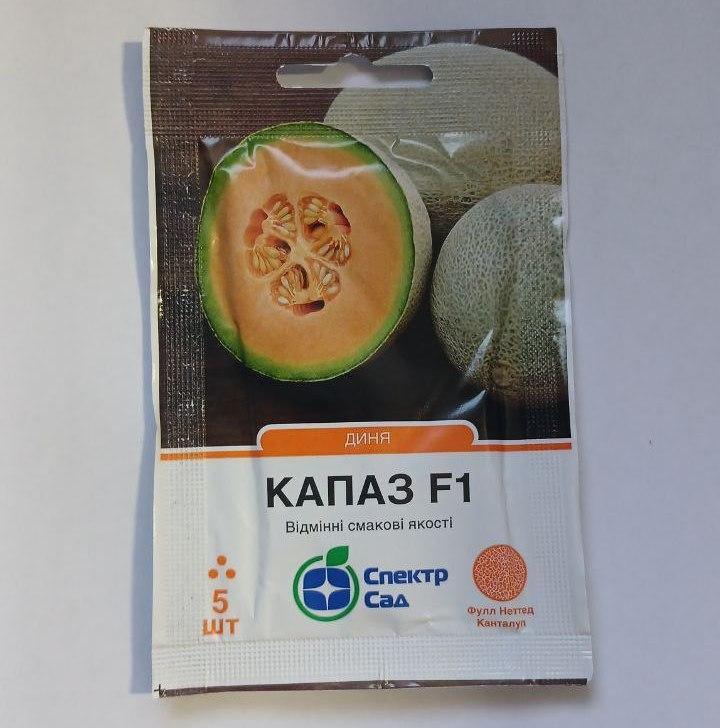 ДИНЯ
КАПАЗ F1
Відмінні смакові якості
Спектр
Сад
5
ШТ
Фулл Неттед
Канталуп